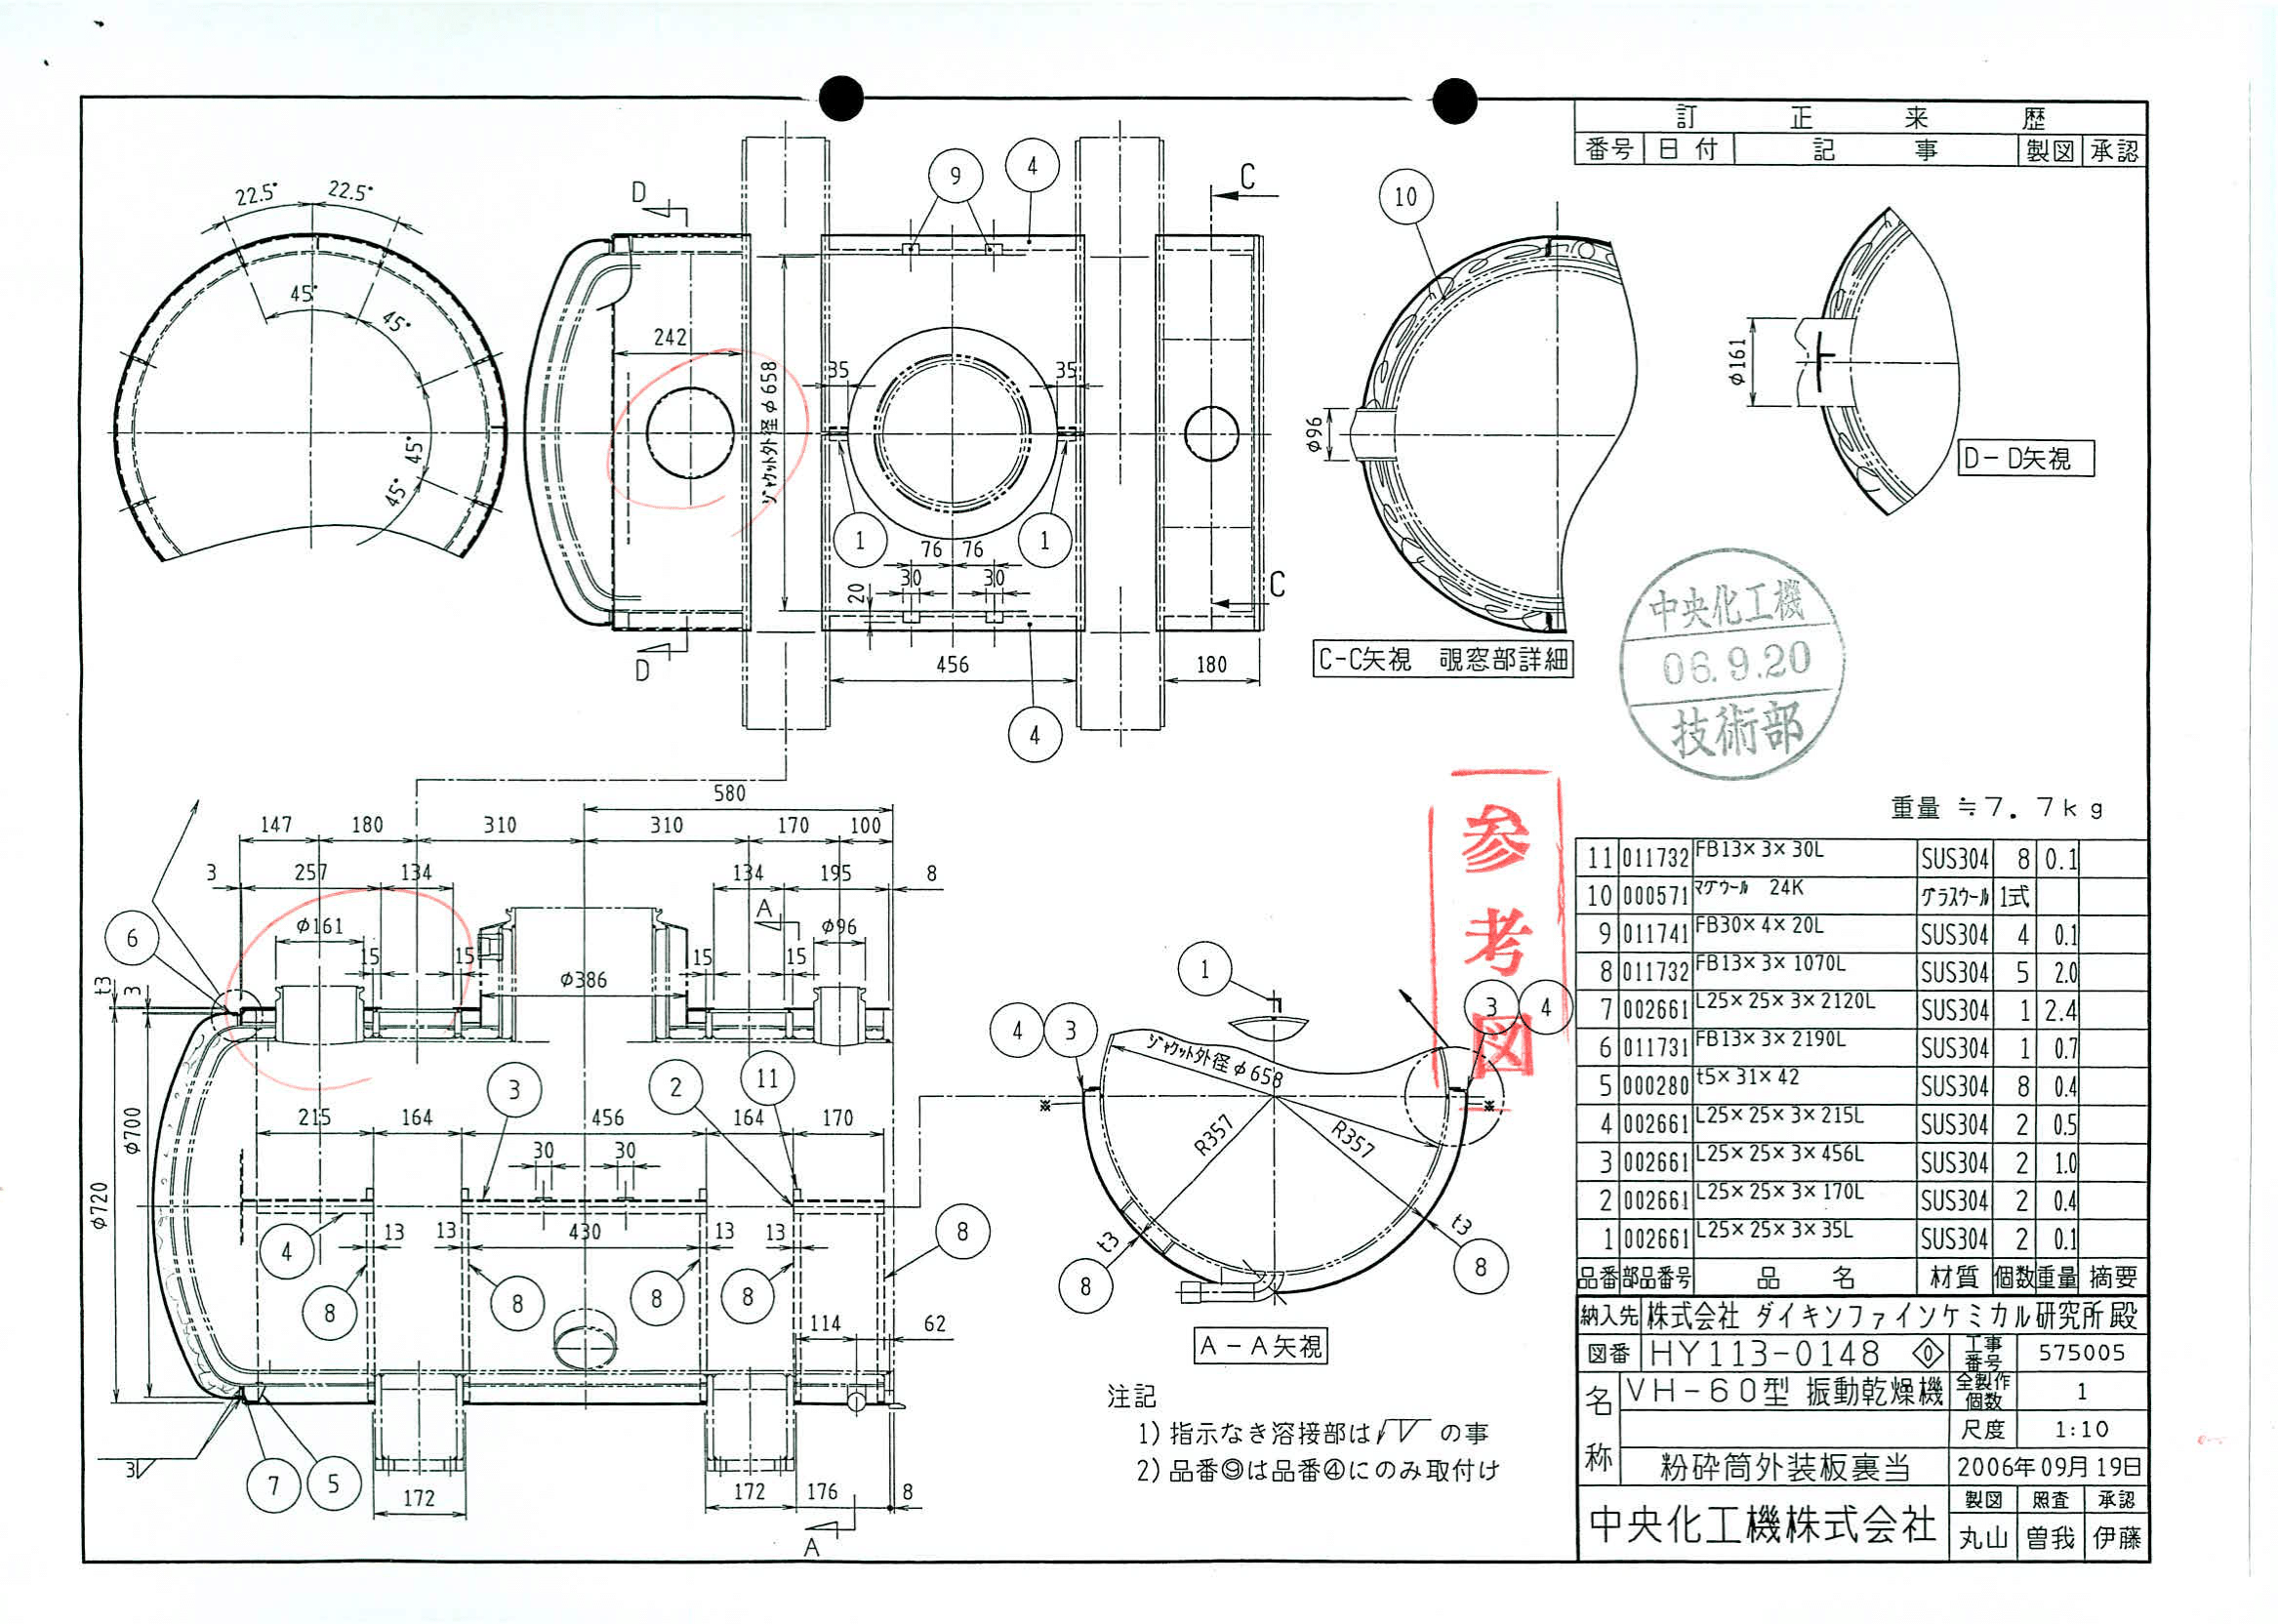 訂正来歴
番号 日付 記事 製図 承認
22.5° 22.5°
45°
45°
45°
45°
D
9
4
C
242
ジャケット外径φ658
35
35
1
1
76 76
30 30
20
D
C
456
180
4
10
φ96
C-C矢視 覗窓部詳細
φ161
D-D矢視
中央化工機
06.9.20
技術部
参考図
580
147 180 310 310 170 100
3 257 134 134 195 8
A
6
φ161
φ96
15 15 15 15
φ386
t3
3
3
2
11
φ700
φ720
215 164 456 164 170
30 30
4
13 13 430 13 13
8
8
8
8
8
114 62
3
7
5
172
172 176 8
A
1
4 3
3 4
ジャケット外径φ658
※
※
R357
R357
t3
t3
8
8
A-A矢視
注記
1) 指示なき溶接部は の事
2) 品番⑨は品番④にのみ取付け
重量 ≒7.7kg
11 011732 FB13×3×30L SUS304 8 0.1
10 000571 マグウール 24K グラスウール 1式
9 011741 FB30×4×20L SUS304 4 0.1
8 011732 FB13×3×1070L SUS304 5 2.0
7 002661 L25×25×3×2120L SUS304 1 2.4
6 011731 FB13×3×2190L SUS304 1 0.7
5 000280 t5×31×42 SUS304 8 0.4
4 002661 L25×25×3×215L SUS304 2 0.5
3 002661 L25×25×3×456L SUS304 2 1.0
2 002661 L25×25×3×170L SUS304 2 0.4
1 002661 L25×25×3×35L SUS304 2 0.1
品番 部品番号 品名 材質 個数 重量 摘要
納入先 株式会社 ダイキンファインケミカル研究所 殿
図番 HY113-0148 0 工事番号 575005
名称 VH-60型 振動乾燥機 全製作個数 1
尺度 1:10
粉砕筒外装板裏当 2006年09月19日
中央化工機株式会社 製図 照査 承認
丸山 曽我 伊藤